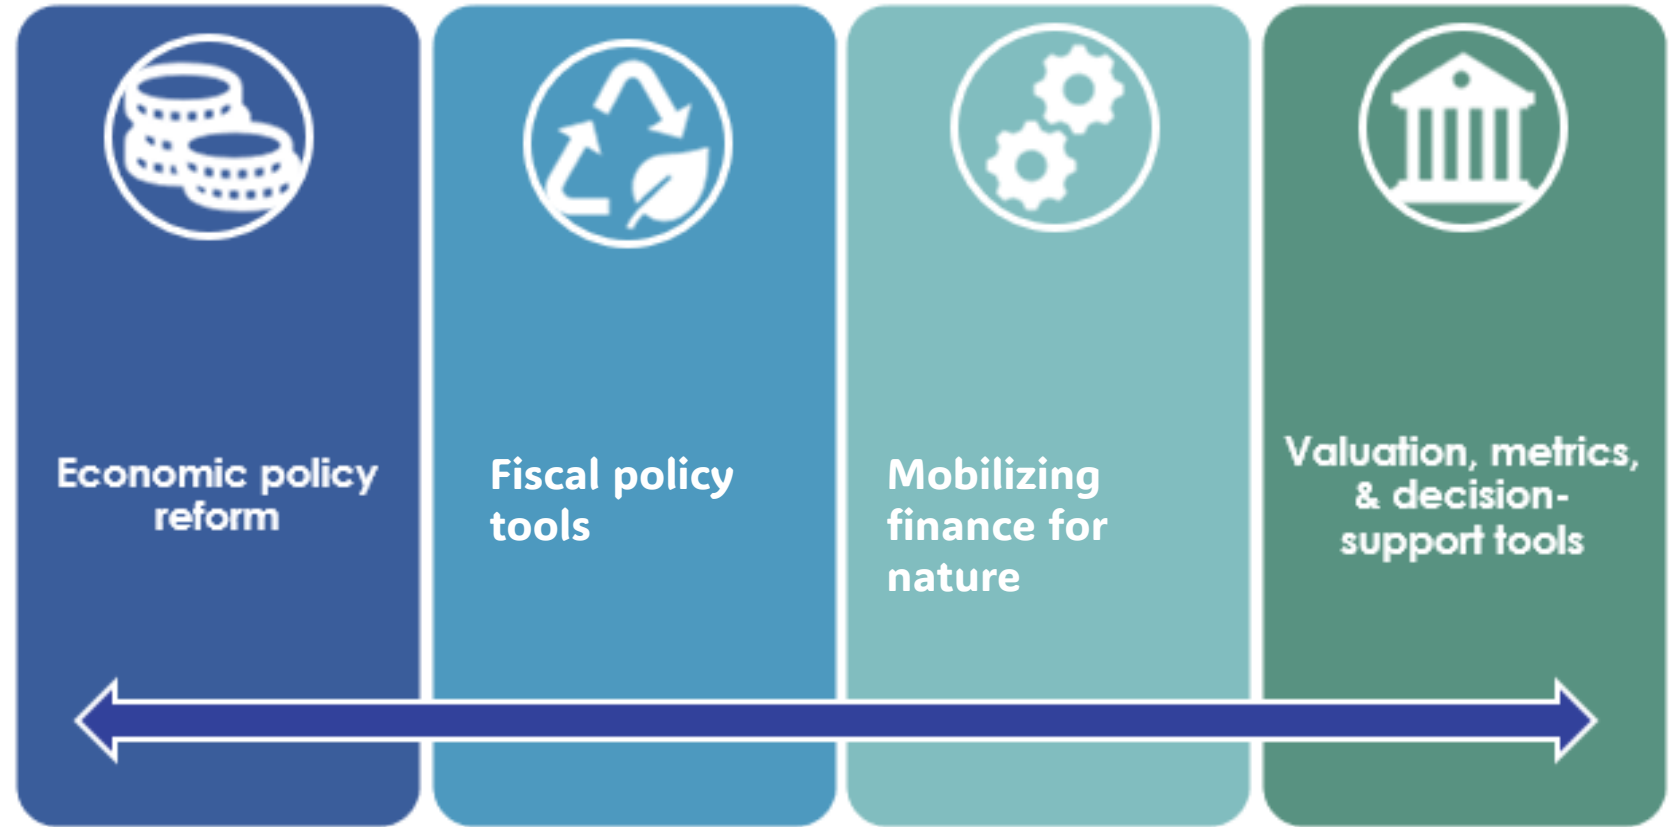 Economic policy
reform
Fiscal policy
tools
Mobilizing
finance for
nature
Valuation, metrics,
& decision-
support tools